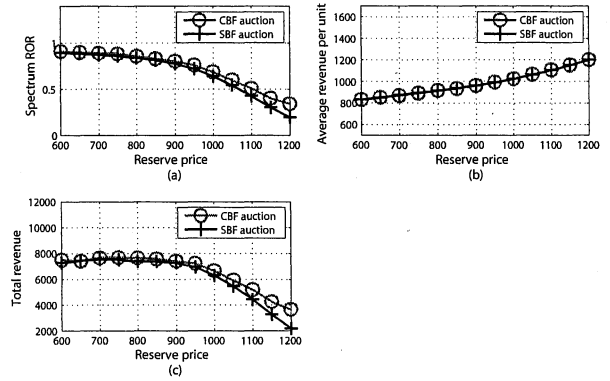 CBF auction
SBF auction
Spectrum ROR
1
0.5
0
600 700 800 900 1000 1100 1200
Reserve price
(a)
CBF auction
SBF auction
Average revenue per unit
1600
1400
1200
1000
800
600
600 700 800 900 1000 1100 1200
Reserve price
(b)
CBF auction
SBF auction
Total revenue
12000
10000
8000
6000
4000
2000
600 700 800 900 1000 1100 1200
Reserve price
(c)